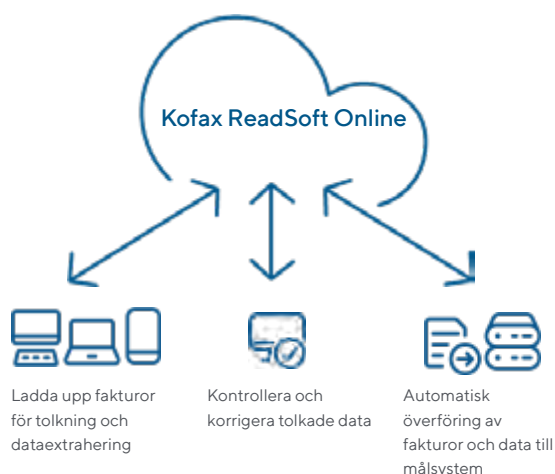 Kofax ReadSoft Online
Ladda upp fakturor
för tolkning och
dataextrahering
Kontrollera och
korrigera tolkade data
Automatisk
överföring av
fakturor och data till
målsystem